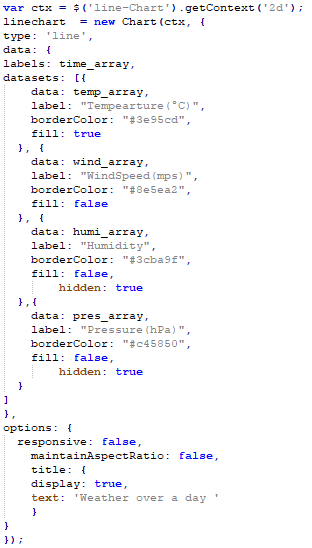 var ctx = $('line-Chart').getContext('2d');
linechart  = new Chart(ctx, {
type: 'line',
data: {
labels: time_array,
datasets: [{
    data: temp_array,
    label: "Tempearture(°C)",
    borderColor: "#3e95cd",
    fill: true
  }, {
    data: wind_array,
    label: "WindSpeed(mps)",
    borderColor: "#8e5ea2",
    fill: false
  }, {
    data: humi_array,
    label: "Humidity",
    borderColor: "#3cba9f",
    fill: false,
        hidden: true
  },{
    data: pres_array,
    label: "Pressure(hPa)",
    borderColor: "#c45850",
    fill: false,
        hidden: true
  }
]
},
options: {
  responsive: false,
    maintainAspectRatio: false,
    title: {
    display: true,
    text: 'Weather over a day '
    }
}
});